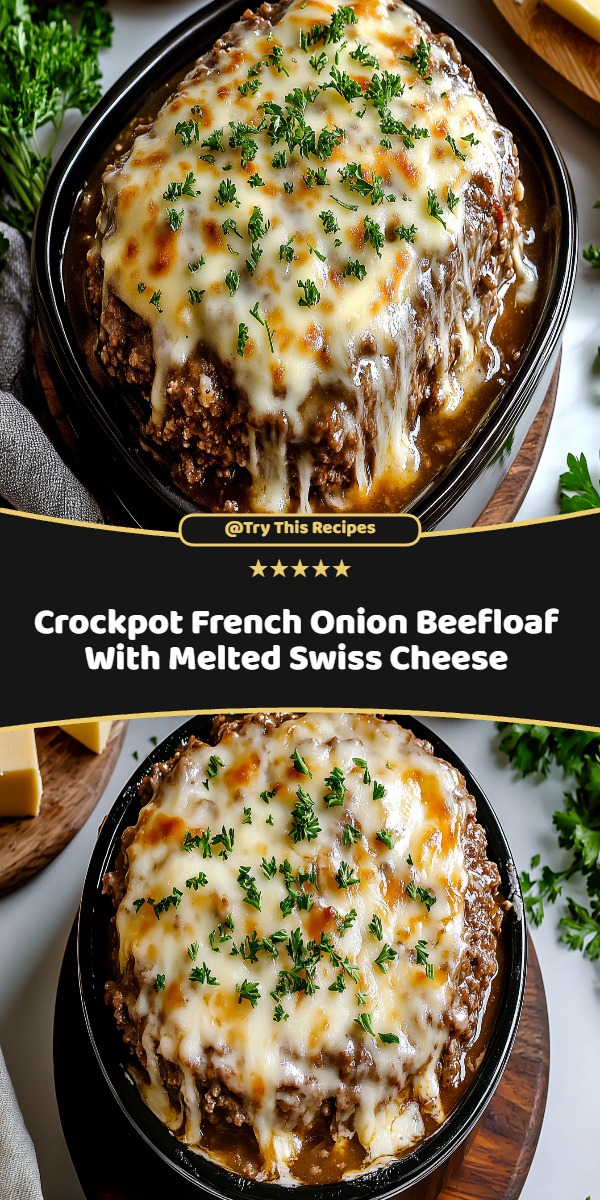 @Try This Recipes
Crockpot French Onion Beefloaf
With Melted Swiss Cheese